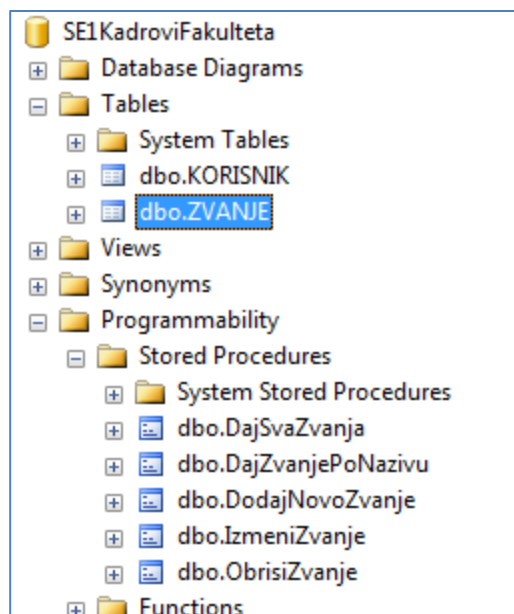 SE1KadroviFakulteta
Database Diagrams
Tables
System Tables
dbo.KORISNIK
dbo.ZVANJE
Views
Synonyms
Programmability
Stored Procedures
System Stored Procedures
dbo.DajSvaZvanja
dbo.DajZvanjePoNazivu
dbo.DodajNovoZvanje
dbo.IzmeniZvanje
dbo.ObrisiZvanje
Functions